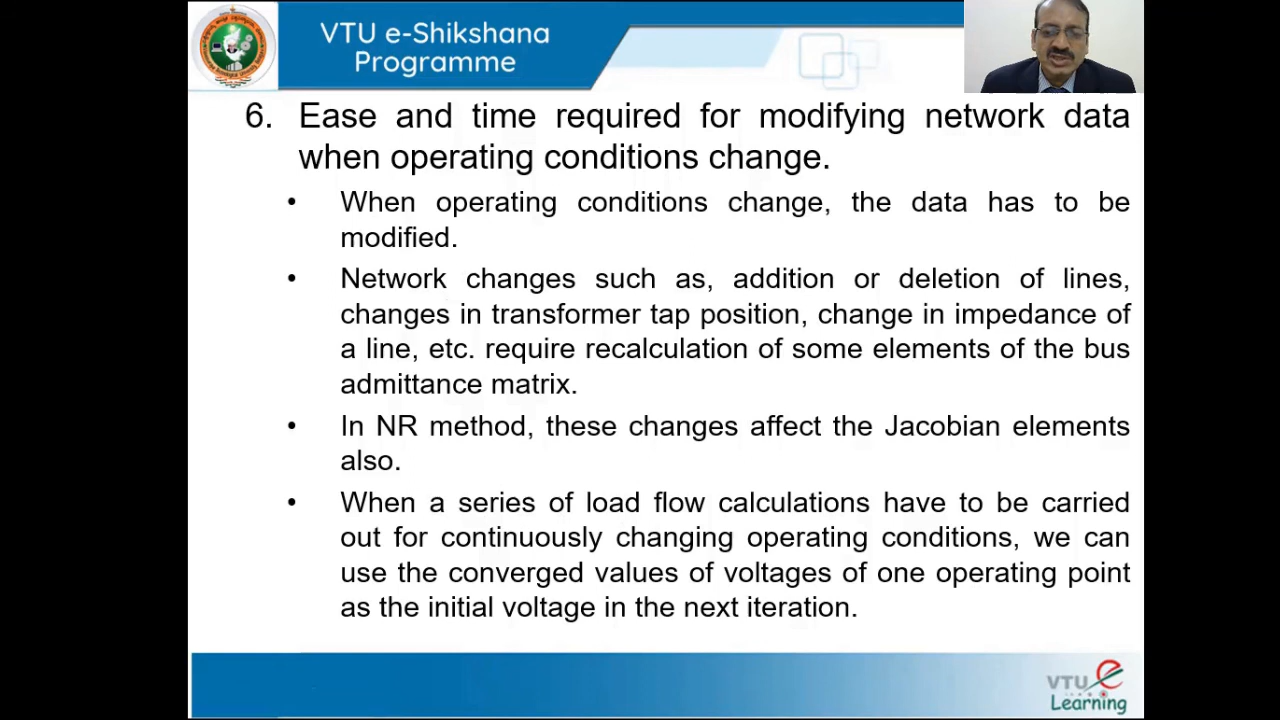 VTU e-Shikshana
Programme
6. Ease and time required for modifying network data
when operating conditions change.
• When operating conditions change, the data has to be
modified.
• Network changes such as, addition or deletion of lines,
changes in transformer tap position, change in impedance of
a line, etc. require recalculation of some elements of the bus
admittance matrix.
• In NR method, these changes affect the Jacobian elements
also.
• When a series of load flow calculations have to be carried
out for continuously changing operating conditions, we can
use the converged values of voltages of one operating point
as the initial voltage in the next iteration.
VTU e
Learning